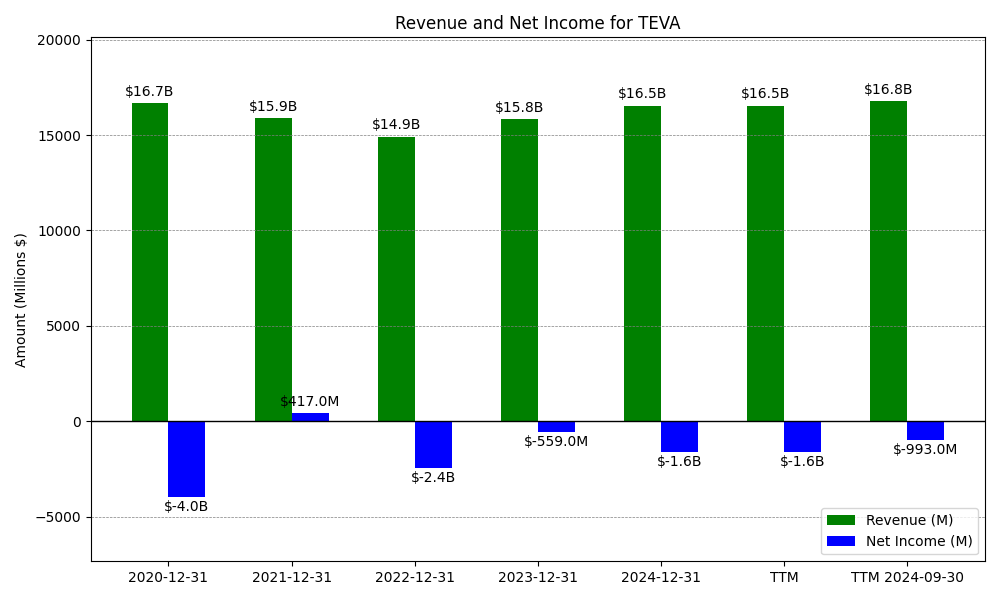 Revenue and Net Income for TEVA
20000
15000
10000
5000
0
−5000
Amount (Millions $)
$16.7B
$15.9B
$14.9B
$15.8B
$16.5B
$16.5B
$16.8B
$-4.0B
$417.0M
$-2.4B
$-559.0M
$-1.6B
$-1.6B
$-993.0M
Revenue (M)
Net Income (M)
2020-12-31
2021-12-31
2022-12-31
2023-12-31
2024-12-31
TTM
TTM 2024-09-30